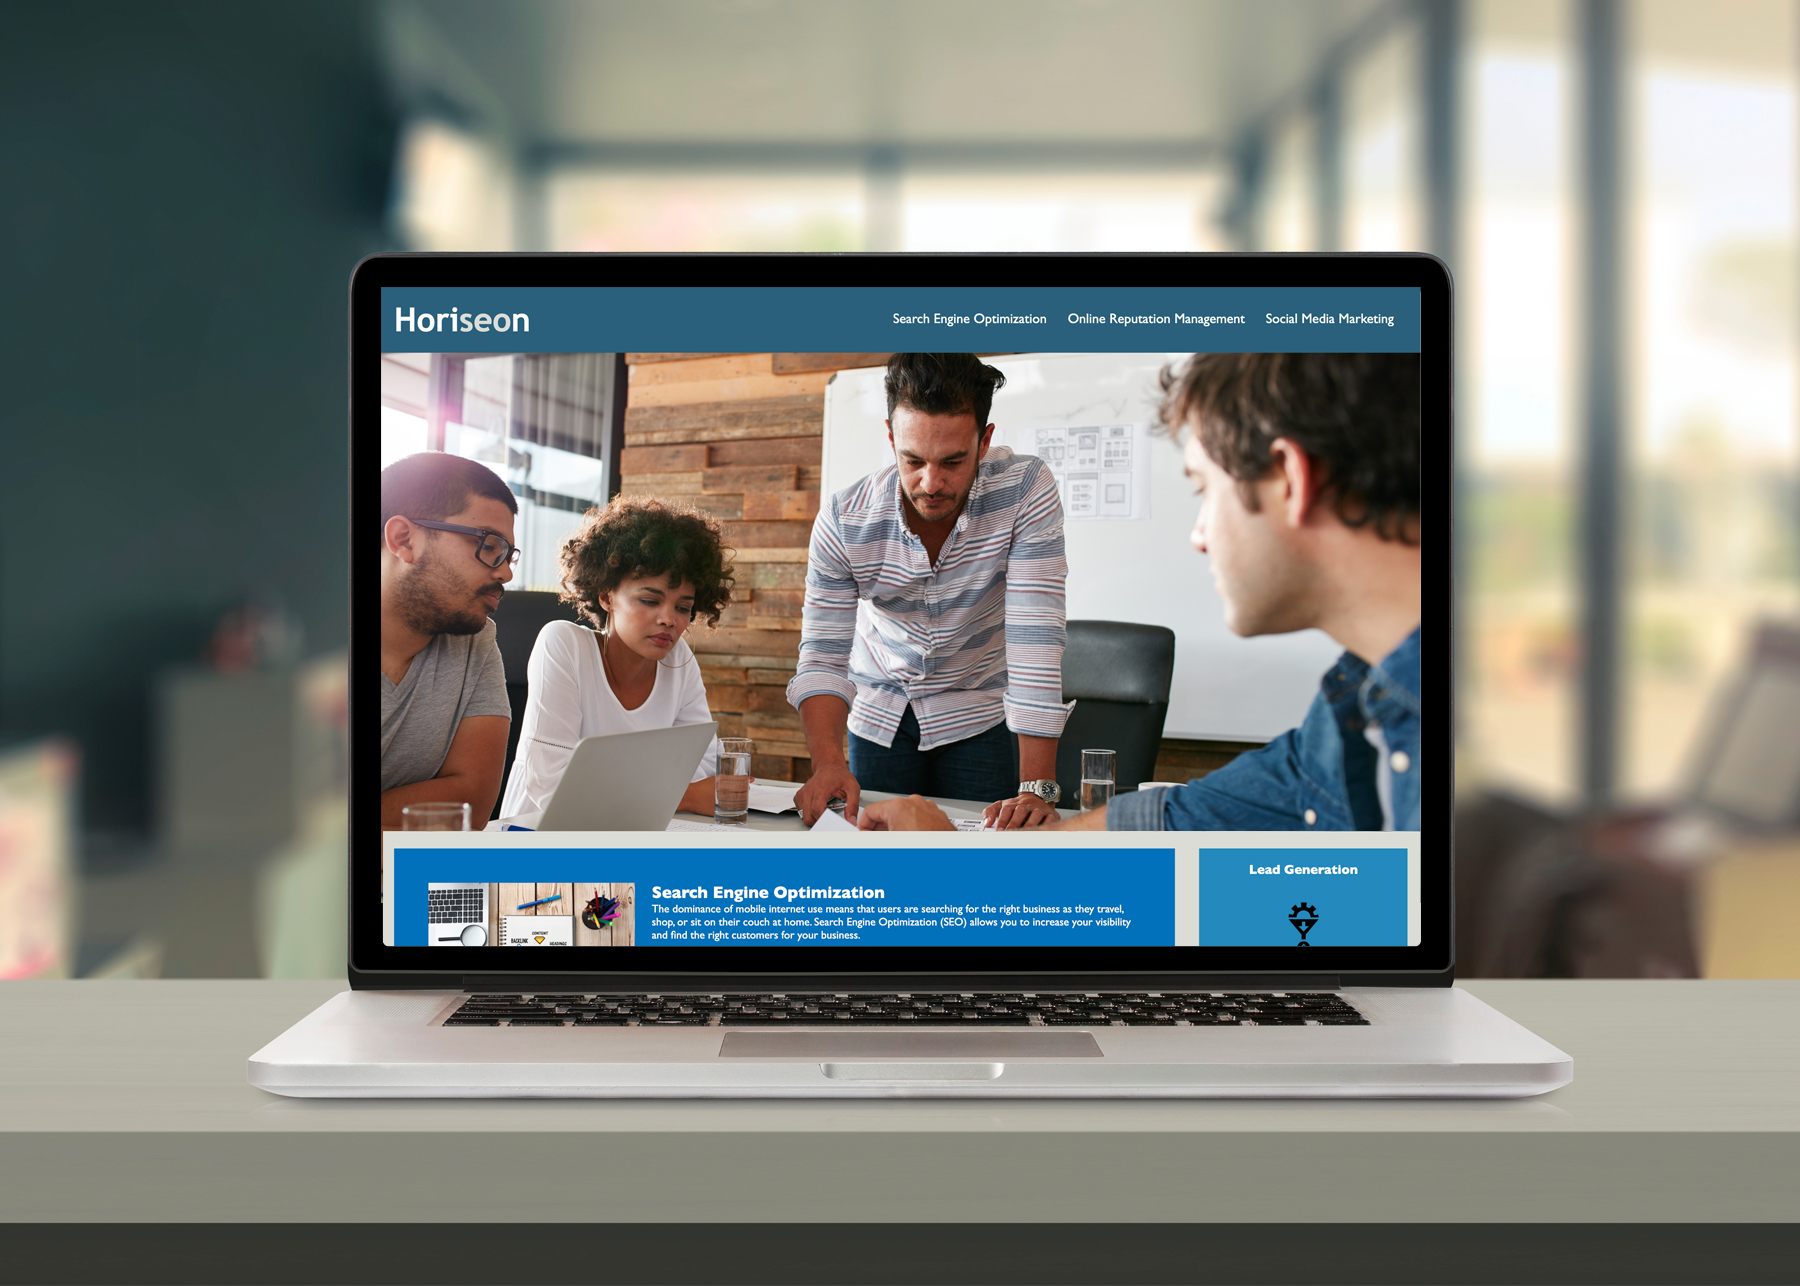 Horiseon
Search Engine Optimization
Online Reputation Management
Social Media Marketing
Search Engine Optimization
The dominance of mobile internet use means that users are searching for the right business as they travel,
shop, or sit on their couch at home. Search Engine Optimization (SEO) allows you to increase your visibility
and find the right customers for your business.
CONTENT
BACKLINK
HEADINGS
Lead Generation